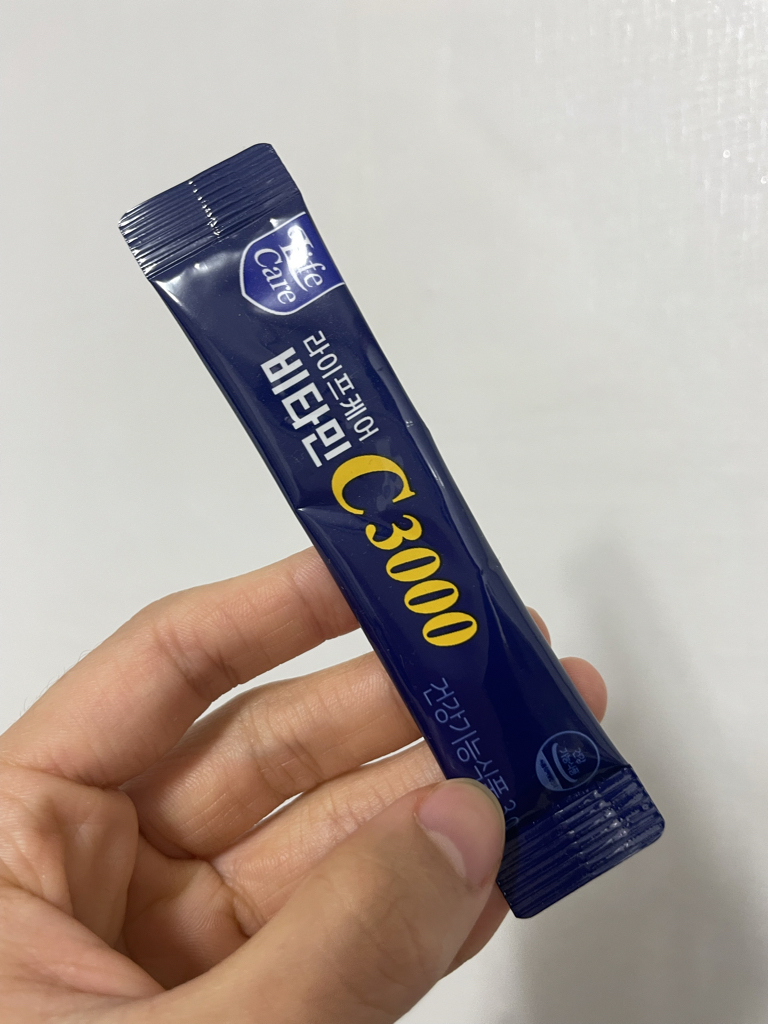 Life
Care
라이프케어
비타민
C3000
건강기능식품